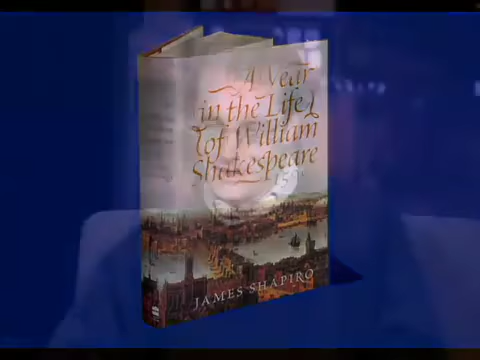 A Year
in the Life
of William
Shakespeare
JAMES SHAPIRO